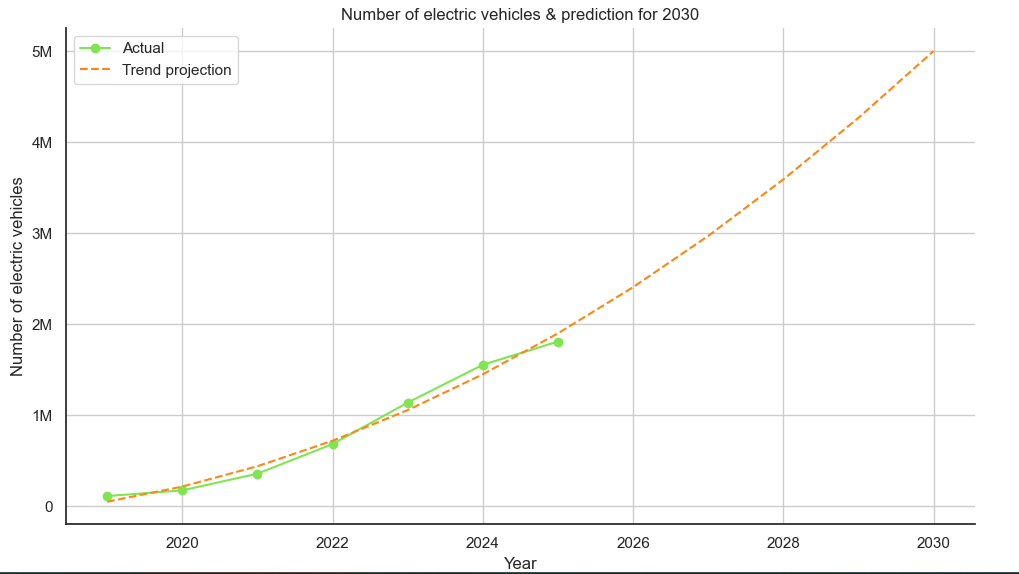 Number of electric vehicles & prediction for 2030
Actual
Trend projection
5M
4M
3M
2M
1M
0
Number of electric vehicles
2020
2022
2024
2026
2028
2030
Year